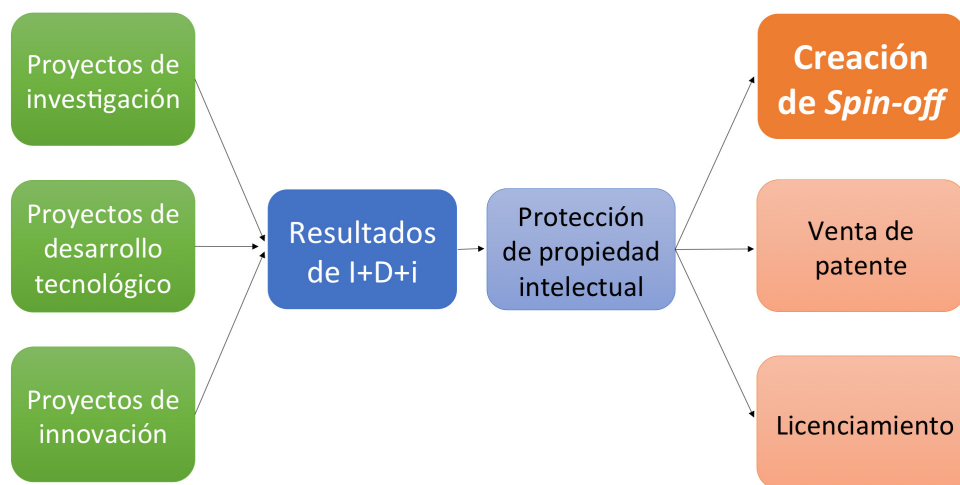 Proyectos de
investigación
Proyectos de
desarrollo
tecnológico
Proyectos de
innovación
Resultados
de I+D+i
Protección
de propiedad
intelectual
Creación
de Spin-off
Venta de
patente
Licenciamiento